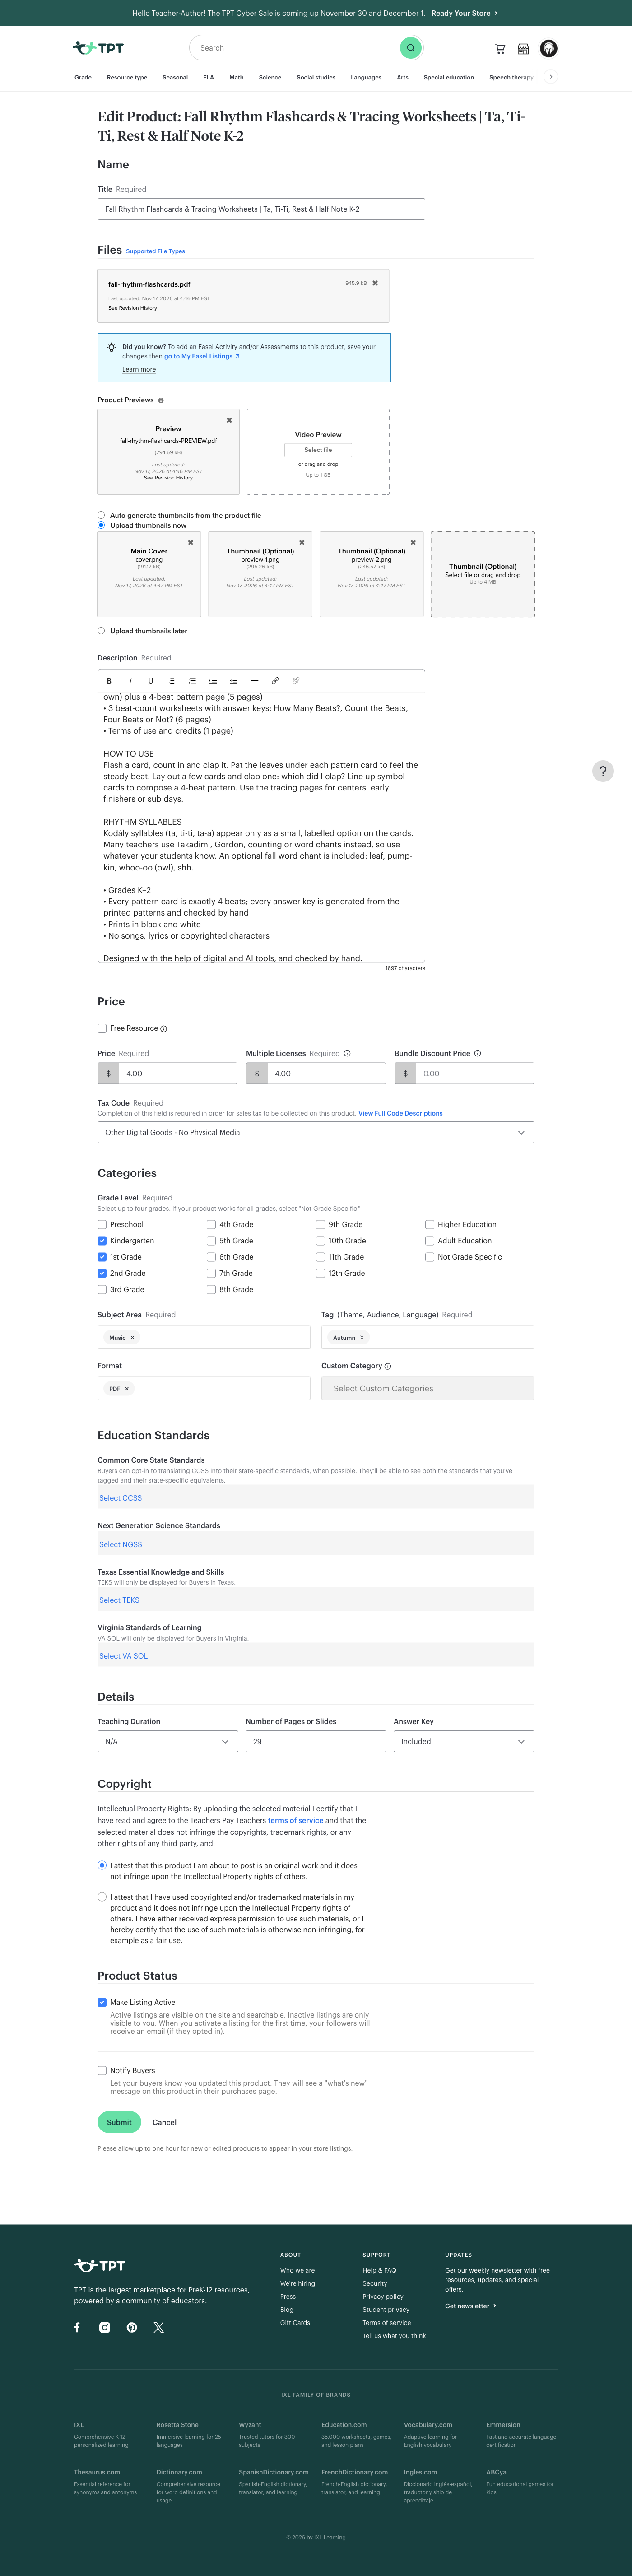 Hello Teacher-Author! The TPT Cyber Sale is coming up November 30 and December 1. Ready Your Store ›
TPT
Search
Grade Resource type Seasonal ELA Math Science Social studies Languages Arts Special education Speech therapy
Edit Product: Fall Rhythm Flashcards & Tracing Worksheets | Ta, Ti-
Ti, Rest & Half Note K-2
Name
Title Required
Fall Rhythm Flashcards & Tracing Worksheets | Ta, Ti-Ti, Rest & Half Note K-2
Files Supported File Types
fall-rhythm-flashcards.pdf 945.9 kB ✖
Last updated: Nov 17, 2026 at 4:46 PM EST
See Revision History
Did you know? To add an Easel Activity and/or Assessments to this product, save your
changes then go to My Easel Listings
Learn more
Product Previews
Preview
fall-rhythm-flashcards-PREVIEW.pdf
(294.69 kB)
Last updated:
Nov 17, 2026 at 4:46 PM EST
See Revision History
Video Preview
Select file
or drag and drop
Up to 1 GB
Auto generate thumbnails from the product file
Upload thumbnails now
Main Cover
cover.png
(191.12 kB)
Last updated:
Nov 17, 2026 at 4:47 PM EST
Thumbnail (Optional)
preview-1.png
(295.26 kB)
Last updated:
Nov 17, 2026 at 4:47 PM EST
Thumbnail (Optional)
preview-2.png
(246.57 kB)
Last updated:
Nov 17, 2026 at 4:47 PM EST
Thumbnail (Optional)
Select file or drag and drop
Up to 4 MB
Upload thumbnails later
Description Required
B I U
own) plus a 4-beat pattern page (5 pages)
• 3 beat-count worksheets with answer keys: How Many Beats?, Count the Beats,
Four Beats or Not? (6 pages)
• Terms of use and credits (1 page)
HOW TO USE
Flash a card, count in and clap it. Pat the leaves under each pattern card to feel the
steady beat. Lay out a few cards and clap one: which did I clap? Line up symbol
cards to compose a 4-beat pattern. Use the tracing pages for centers, early
finishers or sub days.
RHYTHM SYLLABLES
Kodály syllables (ta, ti-ti, ta-a) appear only as a small, labelled option on the cards.
Many teachers use Takadimi, Gordon, counting or word chants instead, so use
whatever your students know. An optional fall word chant is included: leaf, pump-
kin, whoo-oo (owl), shh.
• Grades K–2
• Every pattern card is exactly 4 beats; every answer key is generated from the
printed patterns and checked by hand
• Prints in black and white
• No songs, lyrics or copyrighted characters
Designed with the help of digital and AI tools, and checked by hand.
1897 characters
?
Price
Free Resource
Price Required
$ 4.00
Multiple Licenses Required
$ 4.00
Bundle Discount Price
$ 0.00
Tax Code Required
Completion of this field is required in order for sales tax to be collected on this product. View Full Code Descriptions
Other Digital Goods - No Physical Media
Categories
Grade Level Required
Select up to four grades. If your product works for all grades, select "Not Grade Specific."
Preschool 4th Grade 9th Grade Higher Education
Kindergarten 5th Grade 10th Grade Adult Education
1st Grade 6th Grade 11th Grade Not Grade Specific
2nd Grade 7th Grade 12th Grade
3rd Grade 8th Grade
Subject Area Required
Music ×
Tag (Theme, Audience, Language) Required
Autumn ×
Format
PDF ×
Custom Category
Select Custom Categories
Education Standards
Common Core State Standards
Buyers can opt-in to translating CCSS into their state-specific standards, when possible. They'll be able to see both the standards that you've
tagged and their state-specific equivalents.
Select CCSS
Next Generation Science Standards
Select NGSS
Texas Essential Knowledge and Skills
TEKS will only be displayed for Buyers in Texas.
Select TEKS
Virginia Standards of Learning
VA SOL will only be displayed for Buyers in Virginia.
Select VA SOL
Details
Teaching Duration
N/A
Number of Pages or Slides
29
Answer Key
Included
Copyright
Intellectual Property Rights: By uploading the selected material I certify that I
have read and agree to the Teachers Pay Teachers terms of service and that the
selected material does not infringe the copyrights, trademark rights, or any
other rights of any third party, and:
I attest that this product I am about to post is an original work and it does
not infringe upon the Intellectual Property rights of others.
I attest that I have used copyrighted and/or trademarked materials in my
product and it does not infringe upon the Intellectual Property rights of
others. I have either received express permission to use such materials, or I
hereby certify that the use of such materials is otherwise non-infringing, for
example as a fair use.
Product Status
Make Listing Active
Active listings are visible on the site and searchable. Inactive listings are only
visible to you. When you activate a listing for the first time, your followers will
receive an email (if they opted in).
Notify Buyers
Let your buyers know you updated this product. They will see a "what's new"
message on this product in their purchases page.
Submit Cancel
Please allow up to one hour for new or edited products to appear in your store listings.
TPT
TPT is the largest marketplace for PreK-12 resources,
powered by a community of educators.
ABOUT
Who we are
We're hiring
Press
Blog
Gift Cards
SUPPORT
Help & FAQ
Security
Privacy policy
Student privacy
Terms of service
Tell us what you think
UPDATES
Get our weekly newsletter with free
resources, updates, and special
offers.
Get newsletter ›
IXL FAMILY OF BRANDS
IXL
Comprehensive K-12
personalized learning
Rosetta Stone
Immersive learning for 25
languages
Wyzant
Trusted tutors for 300
subjects
Education.com
35,000 worksheets, games,
and lesson plans
Vocabulary.com
Adaptive learning for
English vocabulary
Emmersion
Fast and accurate language
certification
Thesaurus.com
Essential reference for
synonyms and antonyms
Dictionary.com
Comprehensive resource
for word definitions and
usage
SpanishDictionary.com
Spanish-English dictionary,
translator, and learning
FrenchDictionary.com
French-English dictionary,
translator, and learning
Ingles.com
Diccionario inglés-español,
traductor y sitio de
aprendizaje
ABCya
Fun educational games for
kids
© 2026 by IXL Learning